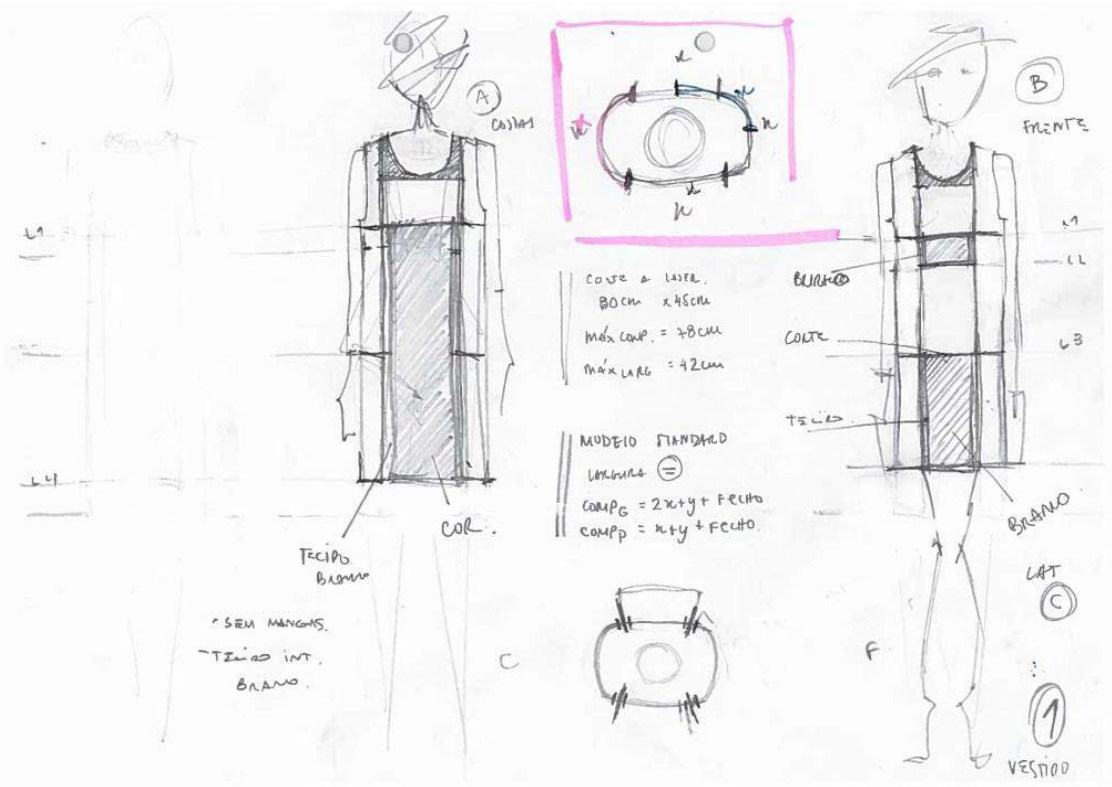 A
COSTAS
B
FRENTE
x
x
x
x
x
x
L1
L1
L2
L3
L4
CORTE A LASER.
80cm x 45cm
máx comp. = 78cm
máx LARG = 42cm
BURACO
CORTE
TECIDO
MODELO STANDARD
LARGURA =
COMPG = 2x+y+FECHO
COMPP = x+y+FECHO
COR.
TECIDO
BRANCO
BRANCO
• SEM MANGAS.
- TECIDO INT.
BRANCO.
C
F
LAT
C
1
VESTIDO